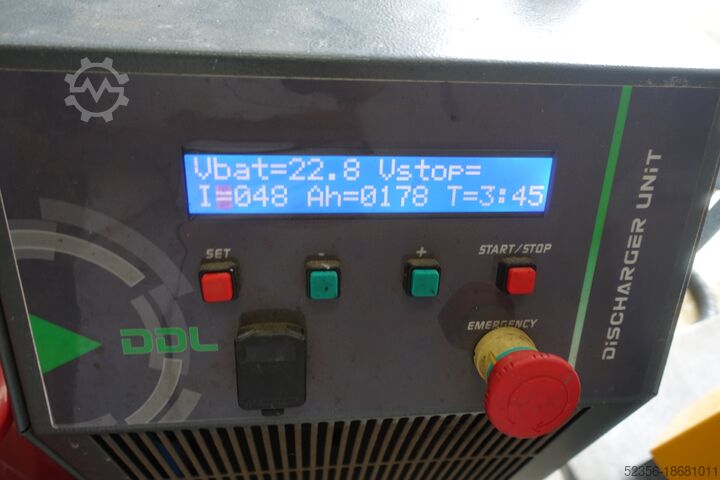 Vbat=22.8 Vstop=
I=048 Ah=0178 T=3:45
SET
-
+
START/STOP
DDL
EMERGENCY
DiSCHARGER UNiT
52356-18681011